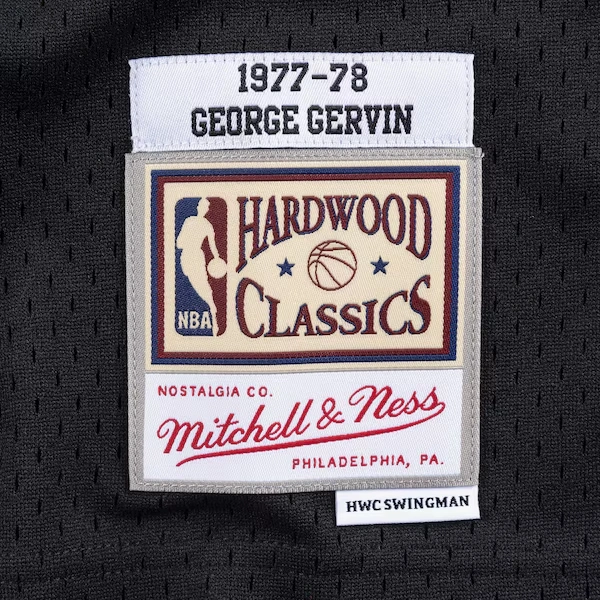 1977-78
GEORGE GERVIN
HARDWOOD
CLASSICS
NBA
NOSTALGIA CO.
Mitchell & Ness
PHILADELPHIA, PA.
HWC SWINGMAN